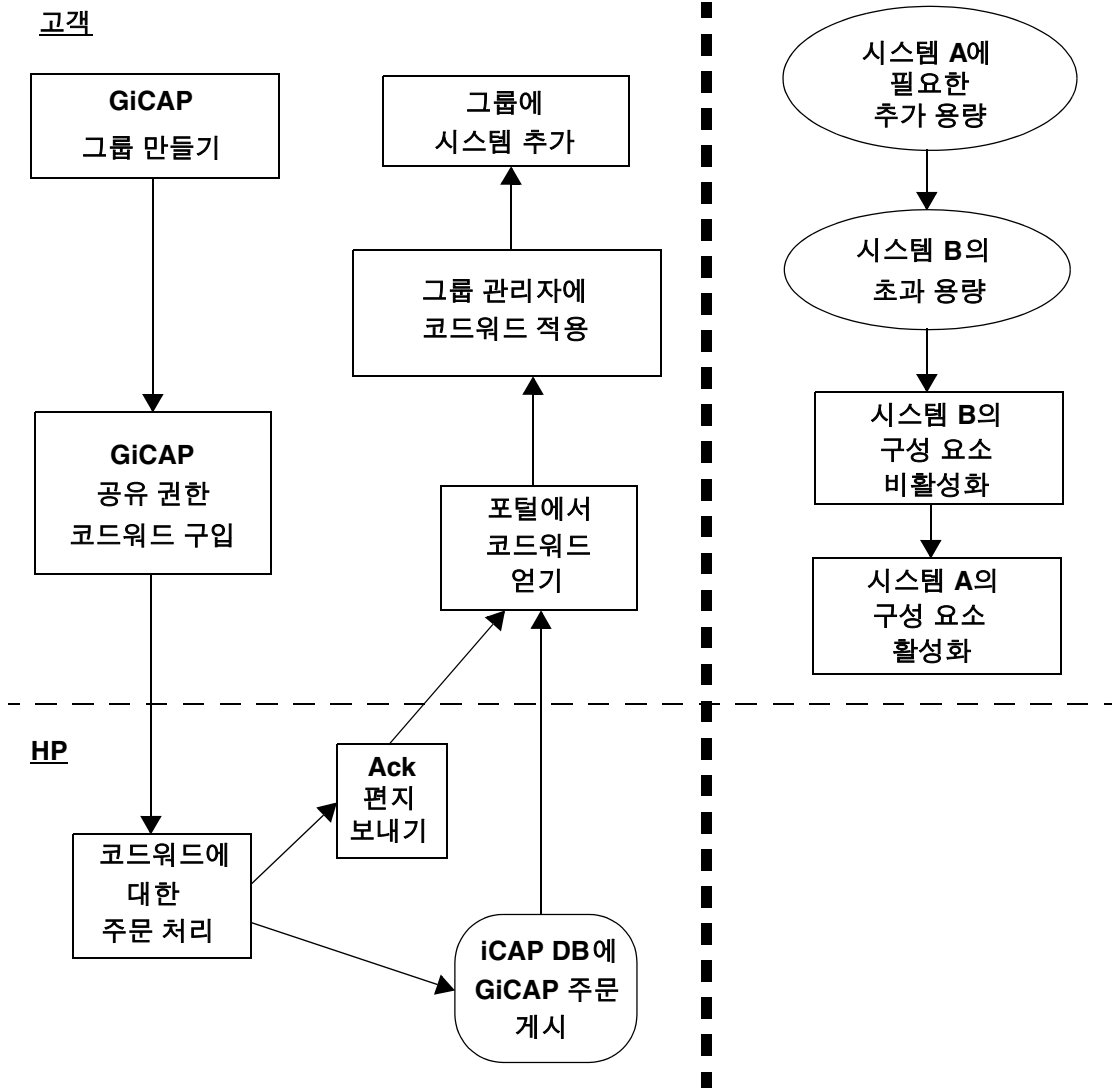 고객
GiCAP
그룹 만들기
GiCAP
공유 권한
코드워드 구입
그룹에
시스템 추가
그룹 관리자에
코드워드 적용
포털에서
코드워드
얻기
HP
코드워드에
대한
주문 처리
Ack
편지
보내기
iCAP DB에
GiCAP 주문
게시
시스템 A에
필요한
추가 용량
시스템 B의
초과 용량
시스템 B의
구성 요소
비활성화
시스템 A의
구성 요소
활성화